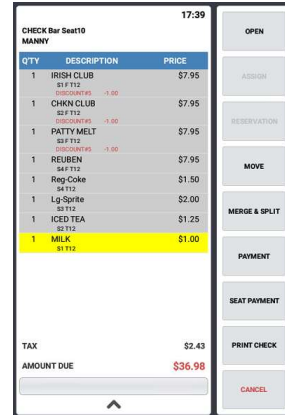 17:39
CHECK Bar Seat10
MANNY
Q'TY DESCRIPTION PRICE
1 IRISH CLUB $7.95
S1 F T12
DISCOUNT#5 -1.00
1 CHKN CLUB $7.95
S2 F T12
DISCOUNT#5 -1.00
1 PATTY MELT $7.95
S3 F T12
DISCOUNT#5 -1.00
1 REUBEN $7.95
S4 F T12
1 Reg-Coke $1.50
S4 T12
1 Lg-Sprite $2.00
S3 T12
1 ICED TEA $1.25
S2 T12
1 MILK $1.00
S1 T12
TAX $2.43
AMOUNT DUE $36.98
OPEN
ASSIGN
RESERVATION
MOVE
MERGE & SPLIT
PAYMENT
SEAT PAYMENT
PRINT CHECK
CANCEL